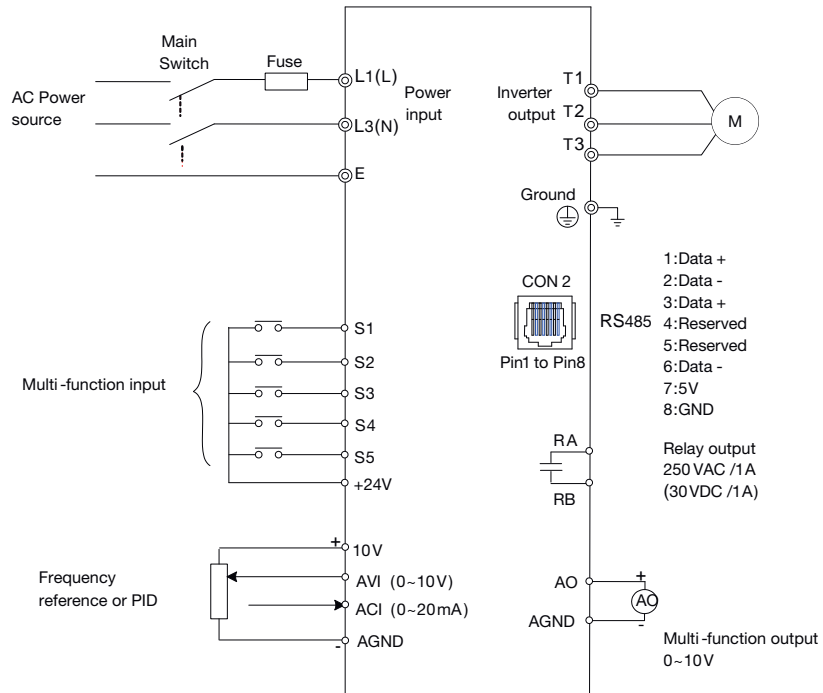 Main
Switch
Fuse
AC Power
source
L1(L)
L3(N)
E
Power
input
Inverter
output
T1
T2
T3
M
Ground
CON 2
Pin1 to Pin8
RS485
1:Data +
2:Data -
3:Data +
4:Reserved
5:Reserved
6:Data -
7:5V
8:GND
Multi-function input
S1
S2
S3
S4
S5
+24V
RA
RB
Relay output
250 VAC /1A
(30VDC /1A)
Frequency
reference or PID
+
10V
AVI (0~10V)
ACI (0~20mA)
AGND
-
AO
AGND
+
AO
-
Multi-function output
0~10V